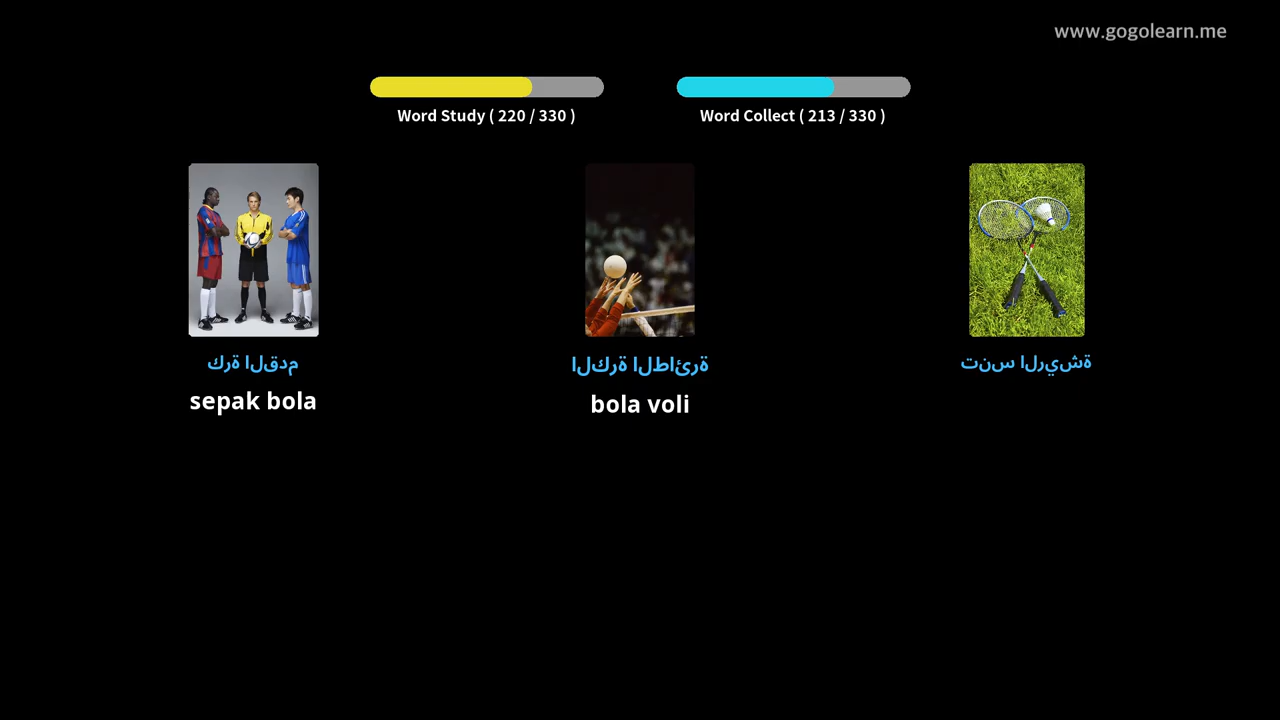 www.gogolearn.me
Word Study ( 220 / 330 )
Word Collect ( 213 / 330 )
كرة القدم
sepak bola
الكرة الطائرة
bola voli
تنس الريشة